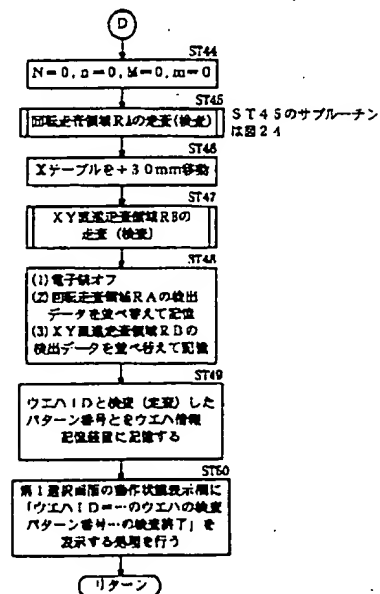 D
ST44
N=0, n=0, M=0, m=0
ST45
回転走査領域RAの走査(検査)
ST45のサブルーチン
は図24
ST46
Xテーブルを+30mm移動
ST47
XY直進走査領域RBの
走査(検査)
ST48
(1)電子線オフ
(2)回転走査領域RAの検出
データを並べ替えて記憶
(3)XY直進走査領域RBの
検出データを並べ替えて記憶
ST49
ウエハIDと検査(走査)した
パターン番号とをウエハ情報
記憶装置に記憶する
ST50
第1選択画面の動作状態表示欄に
「ウエハID=…のウエハの検査
パターン番号…の検査終了」を
表示する処理を行う
リターン